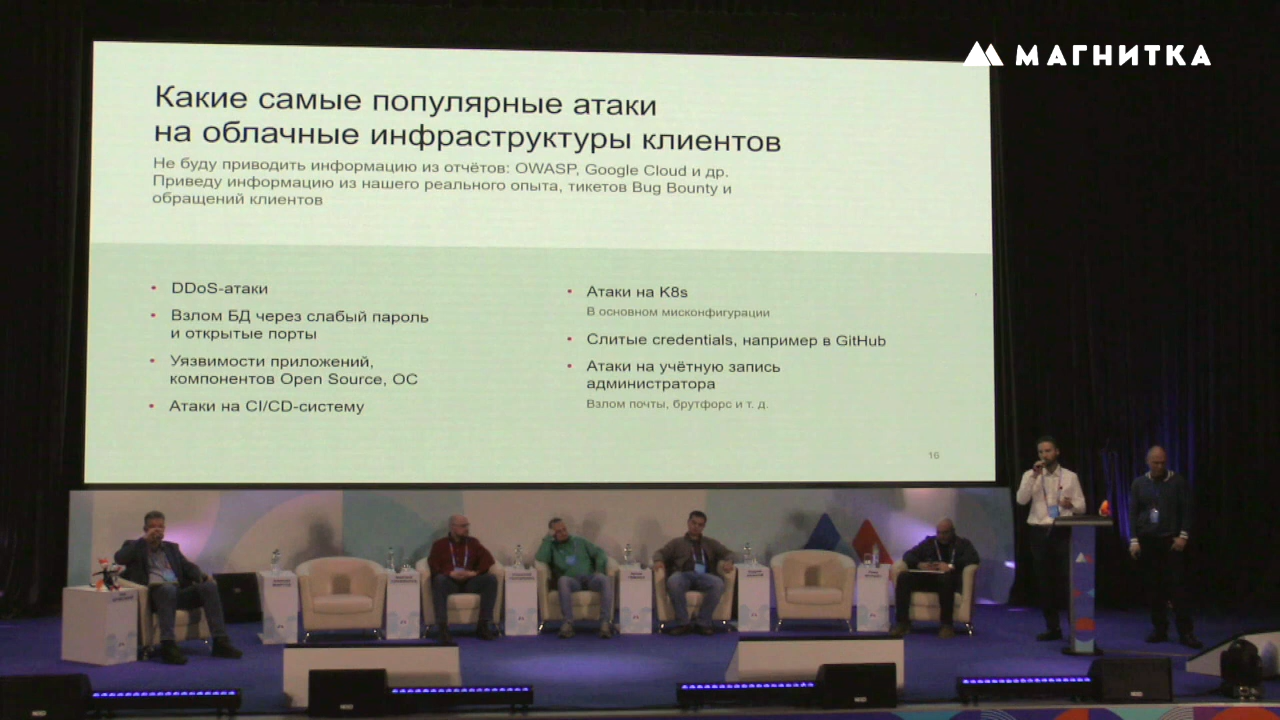 МАГНИТКА
Какие самые популярные атаки
на облачные инфраструктуры клиентов
Не буду приводить информацию из отчётов: OWASP, Google Cloud и др.
Приведу информацию из нашего реального опыта, тикетов Bug Bounty и
обращений клиентов
• DDoS-атаки
• Взлом БД через слабый пароль
и открытые порты
• Уязвимости приложений,
компонентов Open Source, ОС
• Атаки на CI/CD-систему
• Атаки на K8s
В основном мисконфигурации
• Слитые credentials, например в GitHub
• Атаки на учётную запись
администратора
Взлом почты, брутфорс и т. д.
16